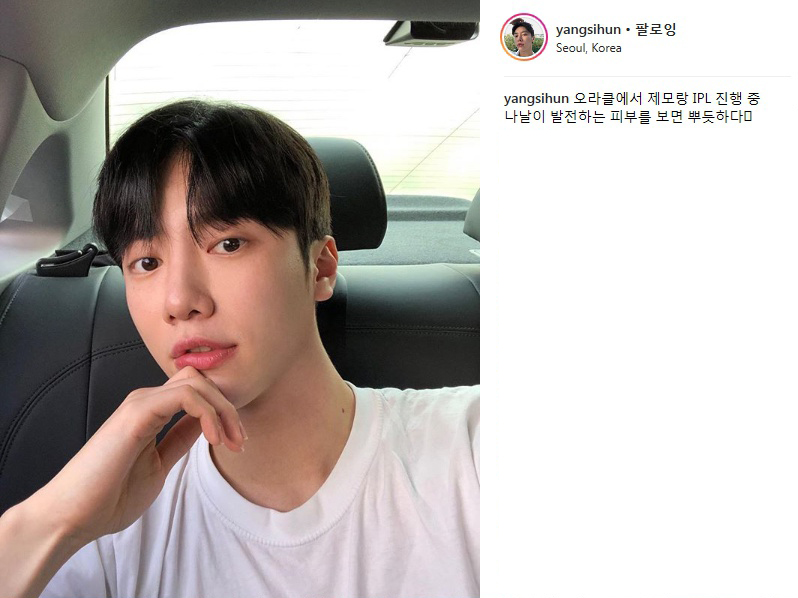 yangsihun • 팔로잉
Seoul, Korea
yangsihun 오라클에서 제모랑 IPL 진행 중
나날이 발전하는 피부를 보면 뿌듯하다